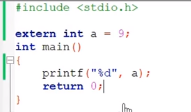 #include <stdio.h>
extern int a = 9;
int main()
{
printf("%d", a);
return 0;
}